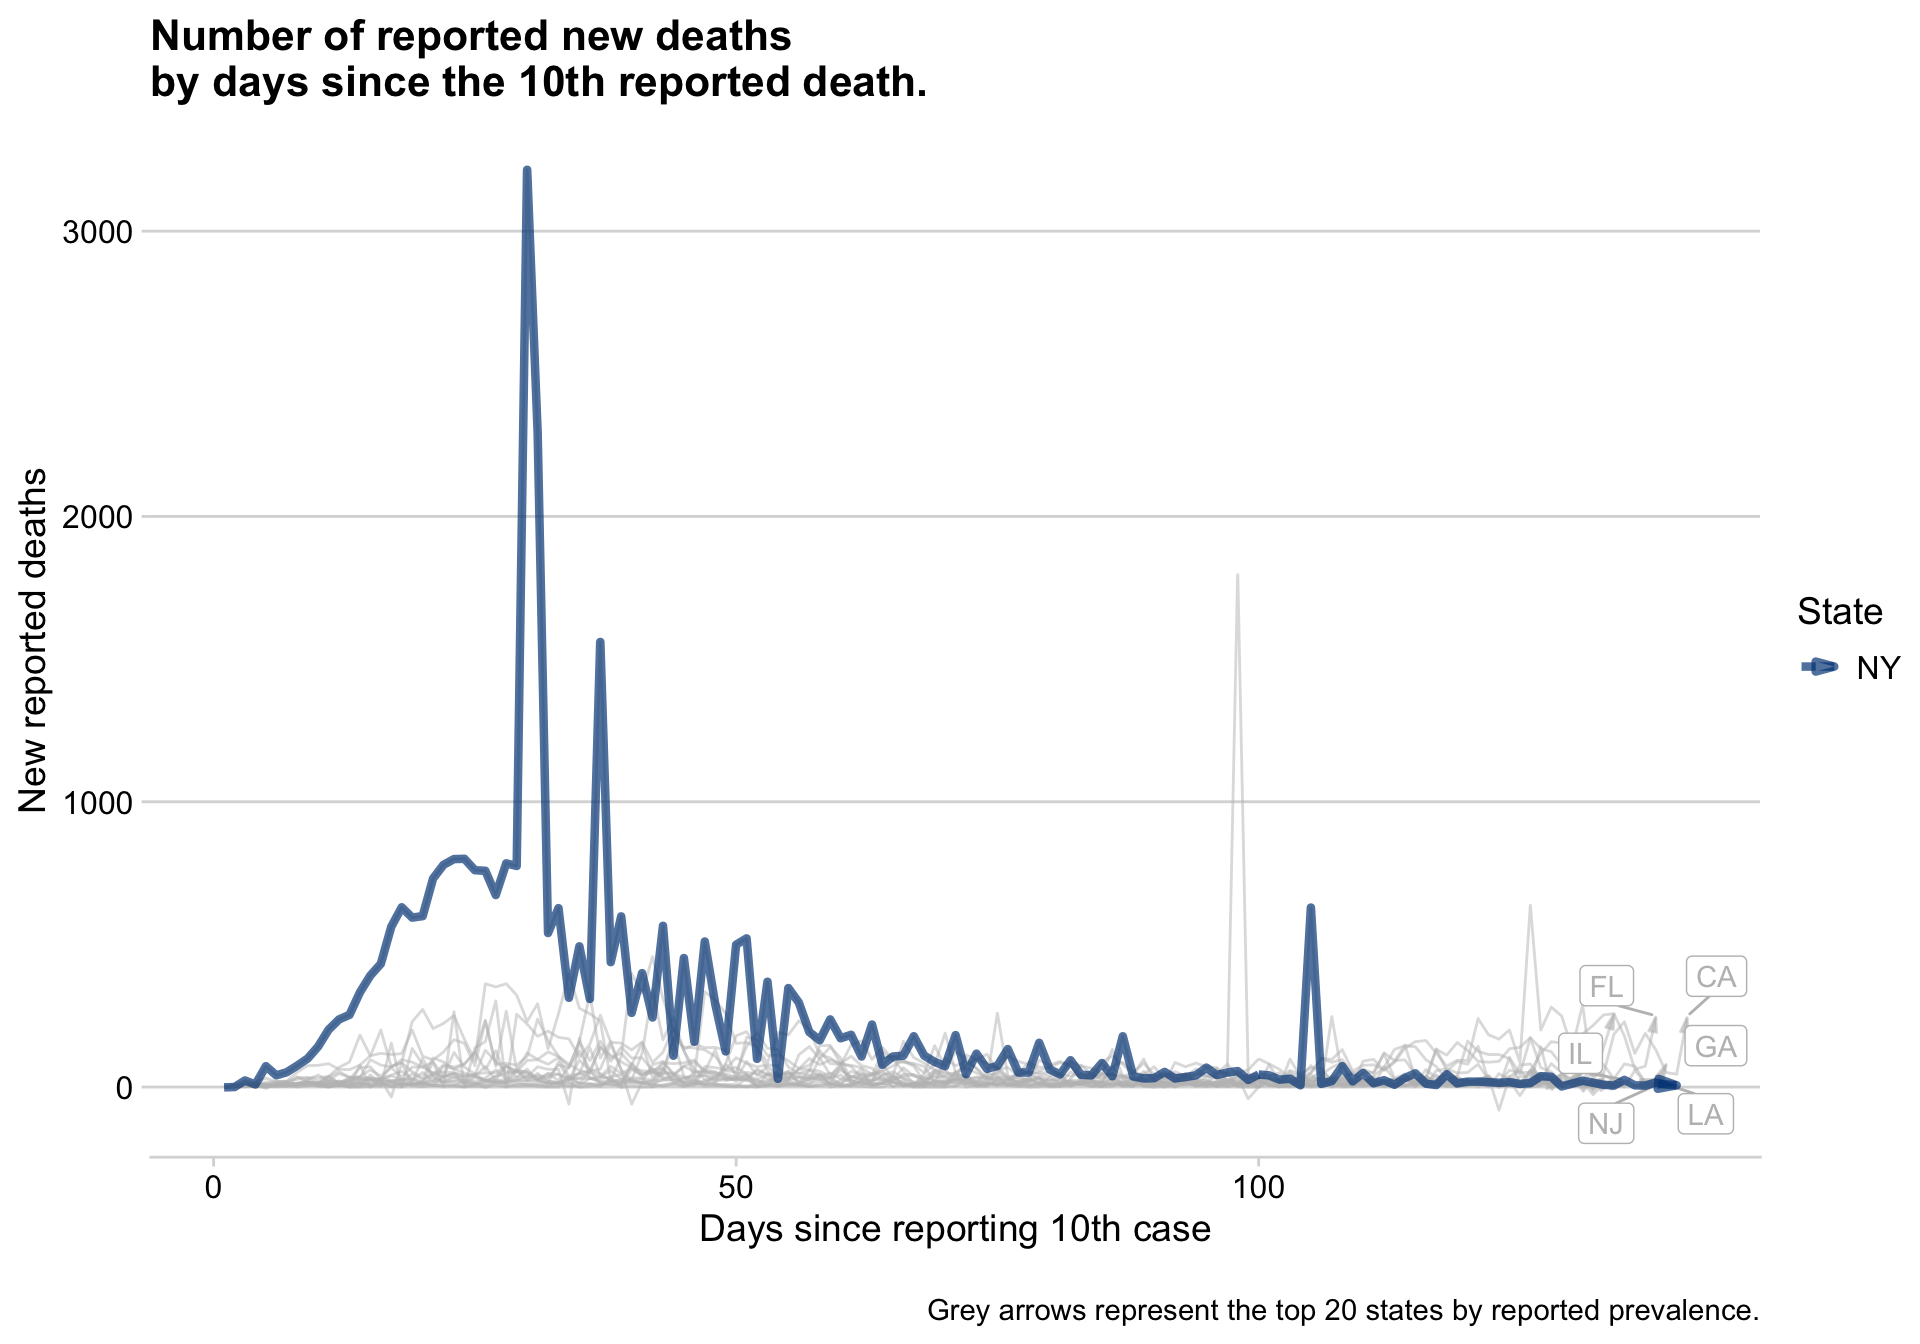 Number of reported new deaths
by days since the 10th reported death.
3000
2000
1000
0
New reported deaths
0
50
100
Days since reporting 10th case
FL
CA
IL
GA
NJ
LA
State
NY
Grey arrows represent the top 20 states by reported prevalence.